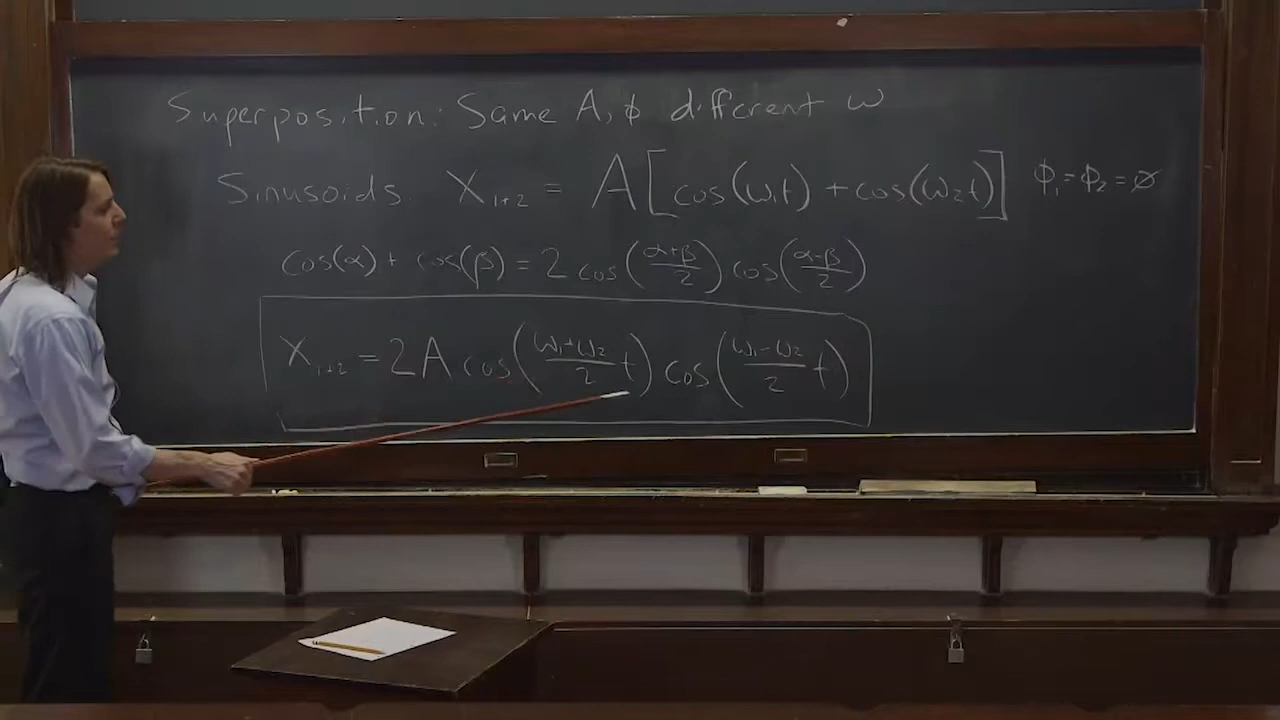 Superposition: Same A, ϕ different ω
Sinusoids: X₁₊₂ = A[cos(ω₁t) + cos(ω₂t)] ϕ₁=ϕ₂=∅
cos(α) + cos(β) = 2 cos((α+β)/2) cos((α-β)/2)
X₁₊₂ = 2A cos((ω₁+ω₂)/2 t) cos((ω₁-ω₂)/2 t)